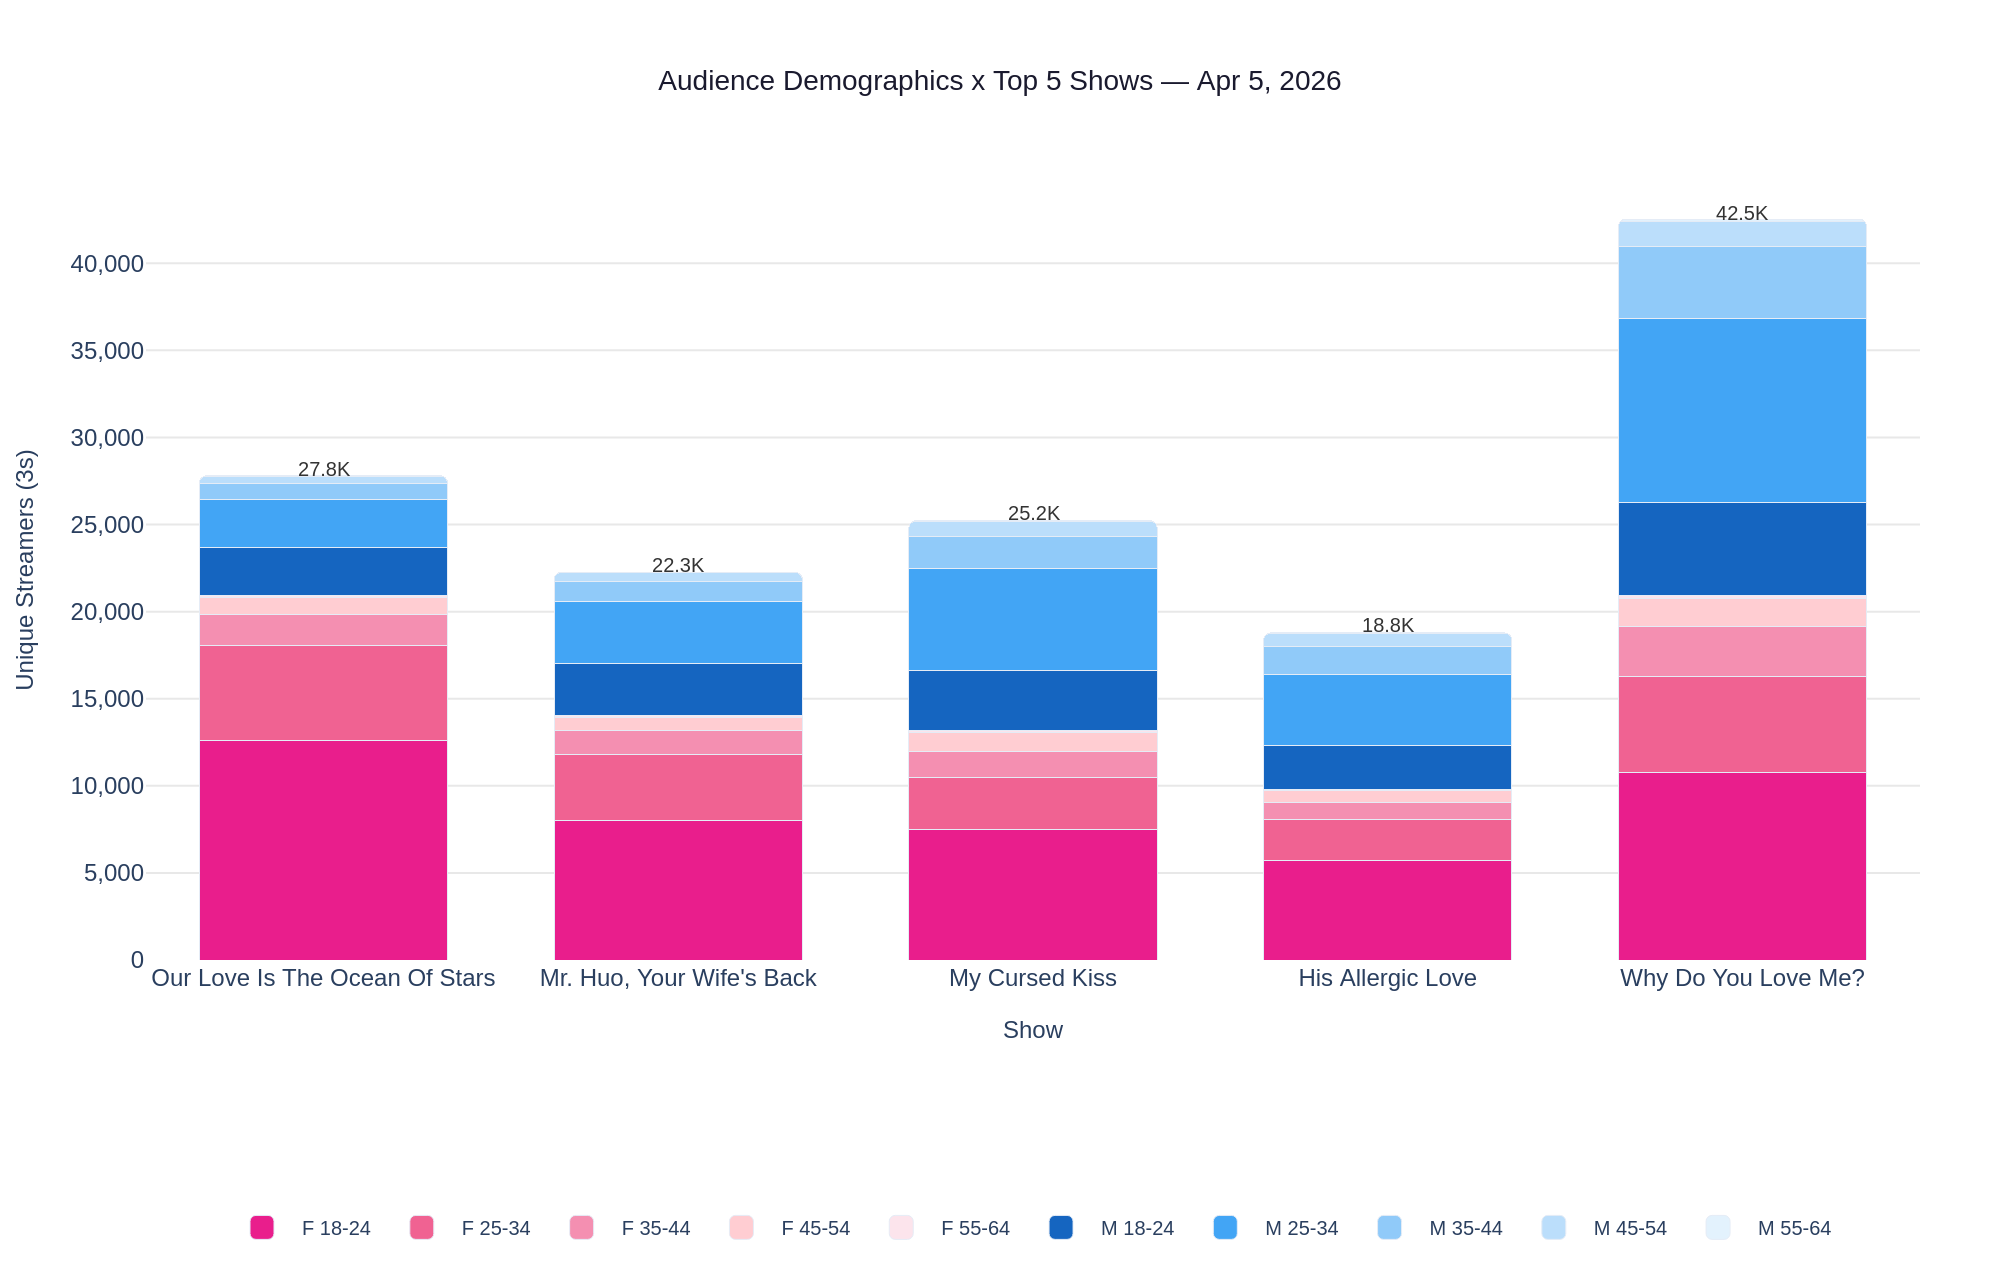 Audience Demographics x Top 5 Shows — Apr 5, 2026
Unique Streamers (3s)
40,000
35,000
30,000
25,000
20,000
15,000
10,000
5,000
0
27.8K
22.3K
25.2K
18.8K
42.5K
Our Love Is The Ocean Of Stars
Mr. Huo, Your Wife's Back
My Cursed Kiss
His Allergic Love
Why Do You Love Me?
Show
F 18-24
F 25-34
F 35-44
F 45-54
F 55-64
M 18-24
M 25-34
M 35-44
M 45-54
M 55-64